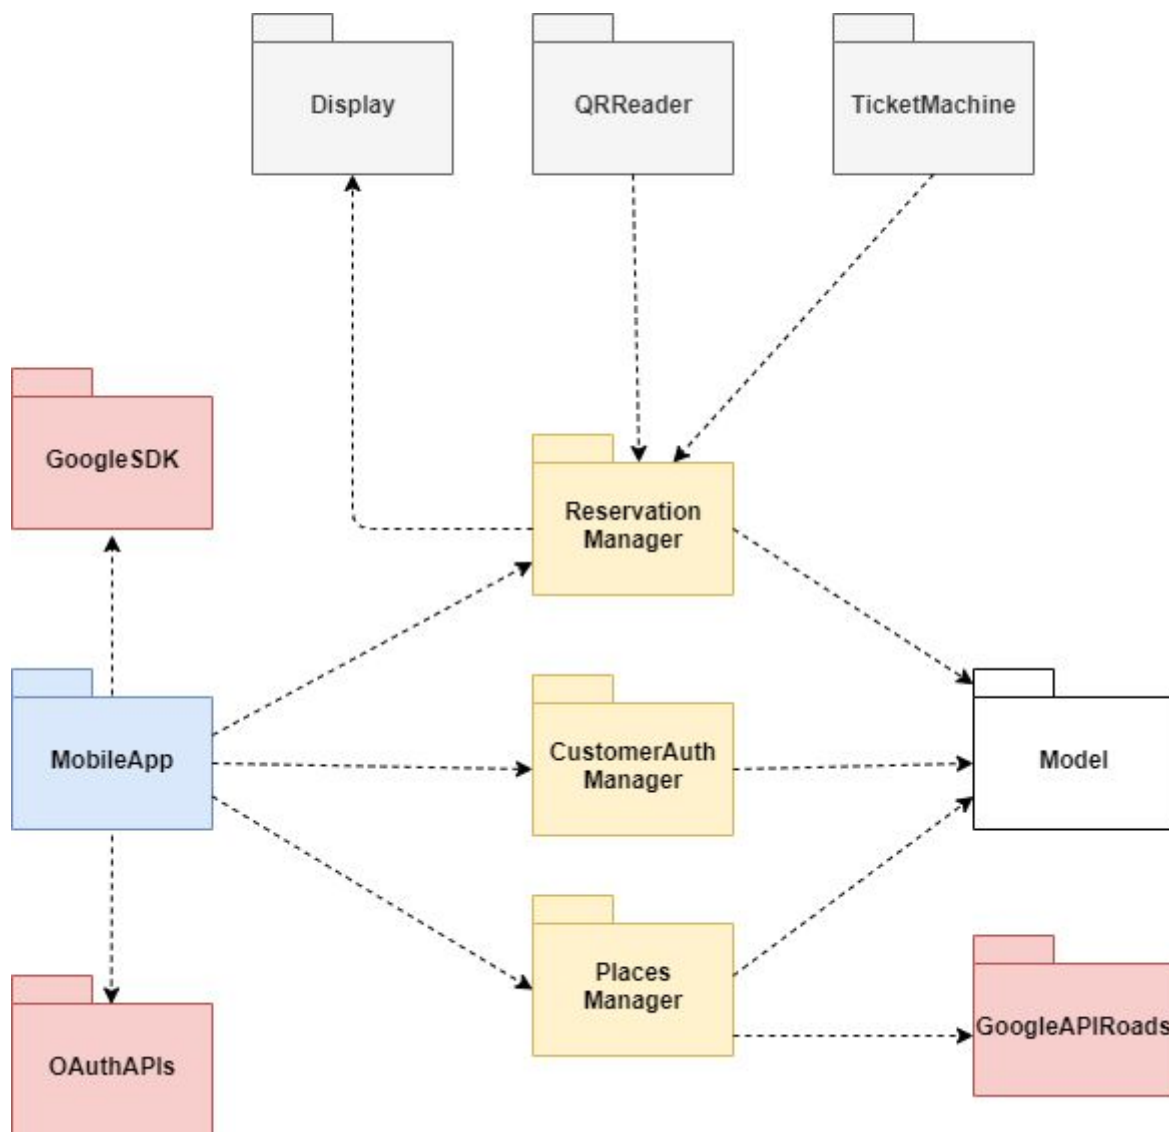 Display
QRReader
TicketMachine
GoogleSDK
Reservation
Manager
MobileApp
CustomerAuth
Manager
Model
Places
Manager
GoogleAPIRoads
OAuthAPIs